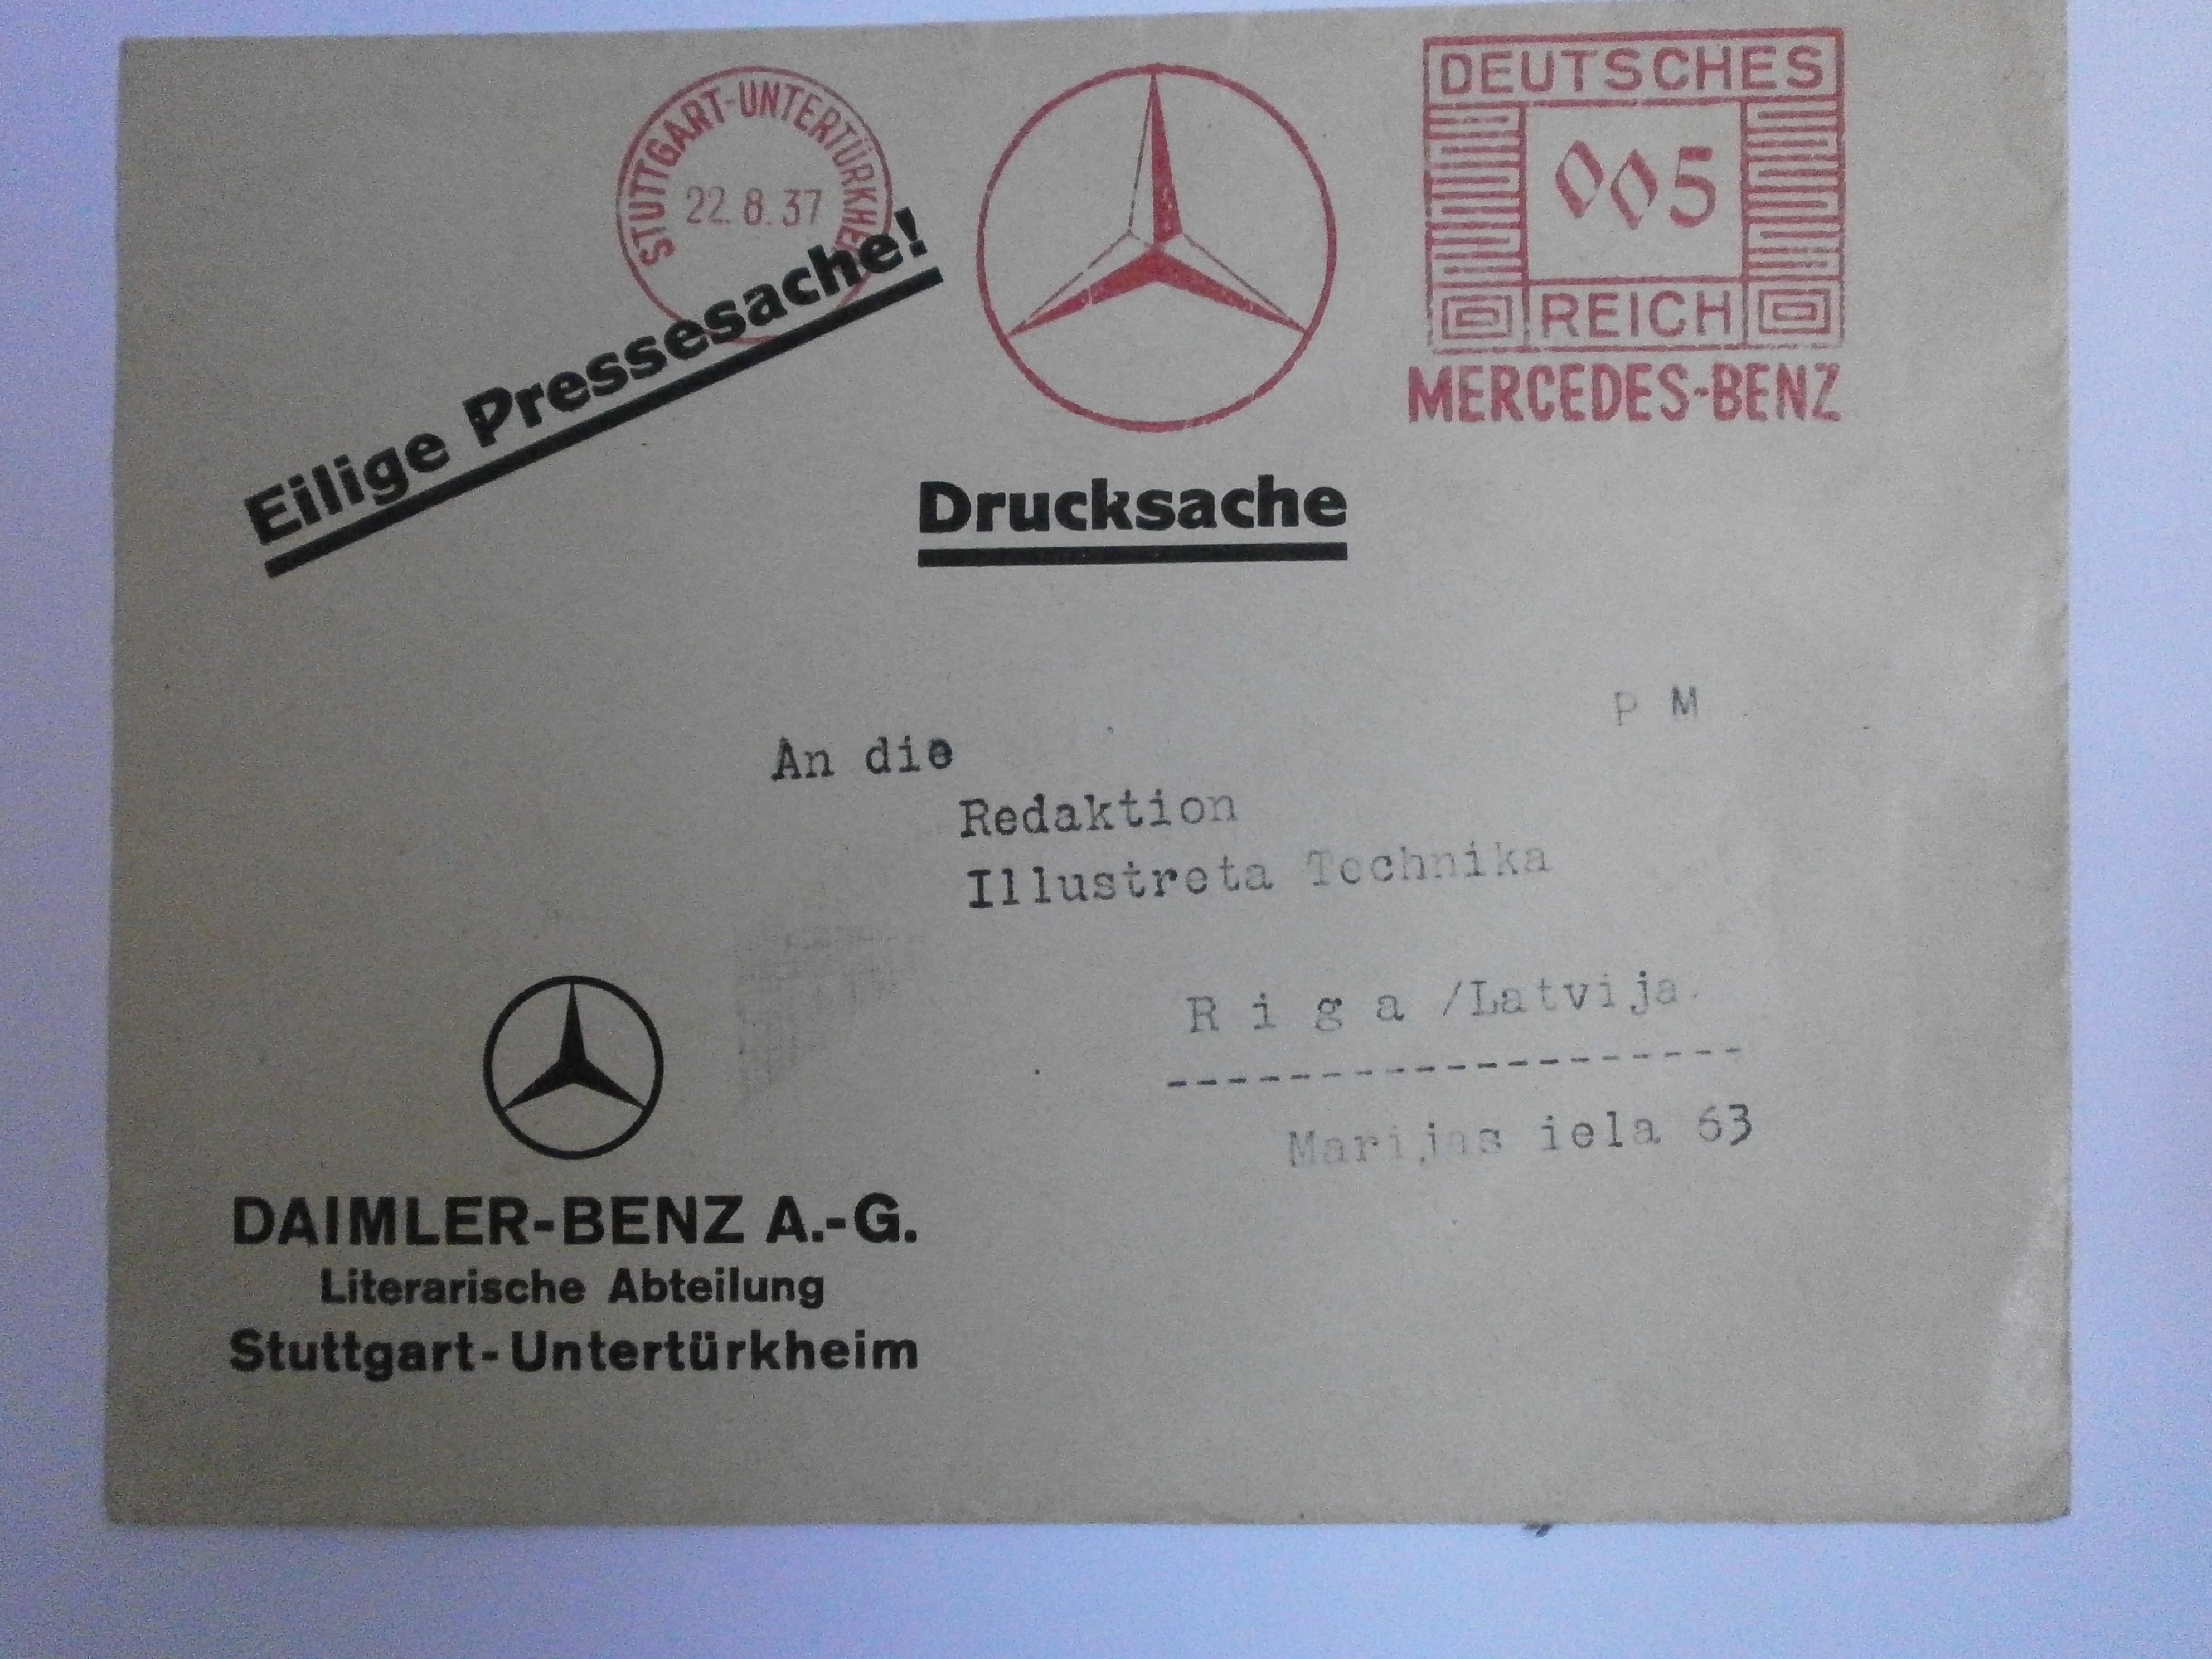 STUTTGART-UNTERTÜRKHEIM
22.8.37
DEUTSCHES
005
REICH
MERCEDES-BENZ
Eilige Pressesache!
Drucksache
P M
An die
Redaktion
Illustreta Technika
R i g a /Latvija.
-------------------
Marijas iela 63
DAIMLER-BENZ A.-G.
Literarische Abteilung
Stuttgart-Untertürkheim